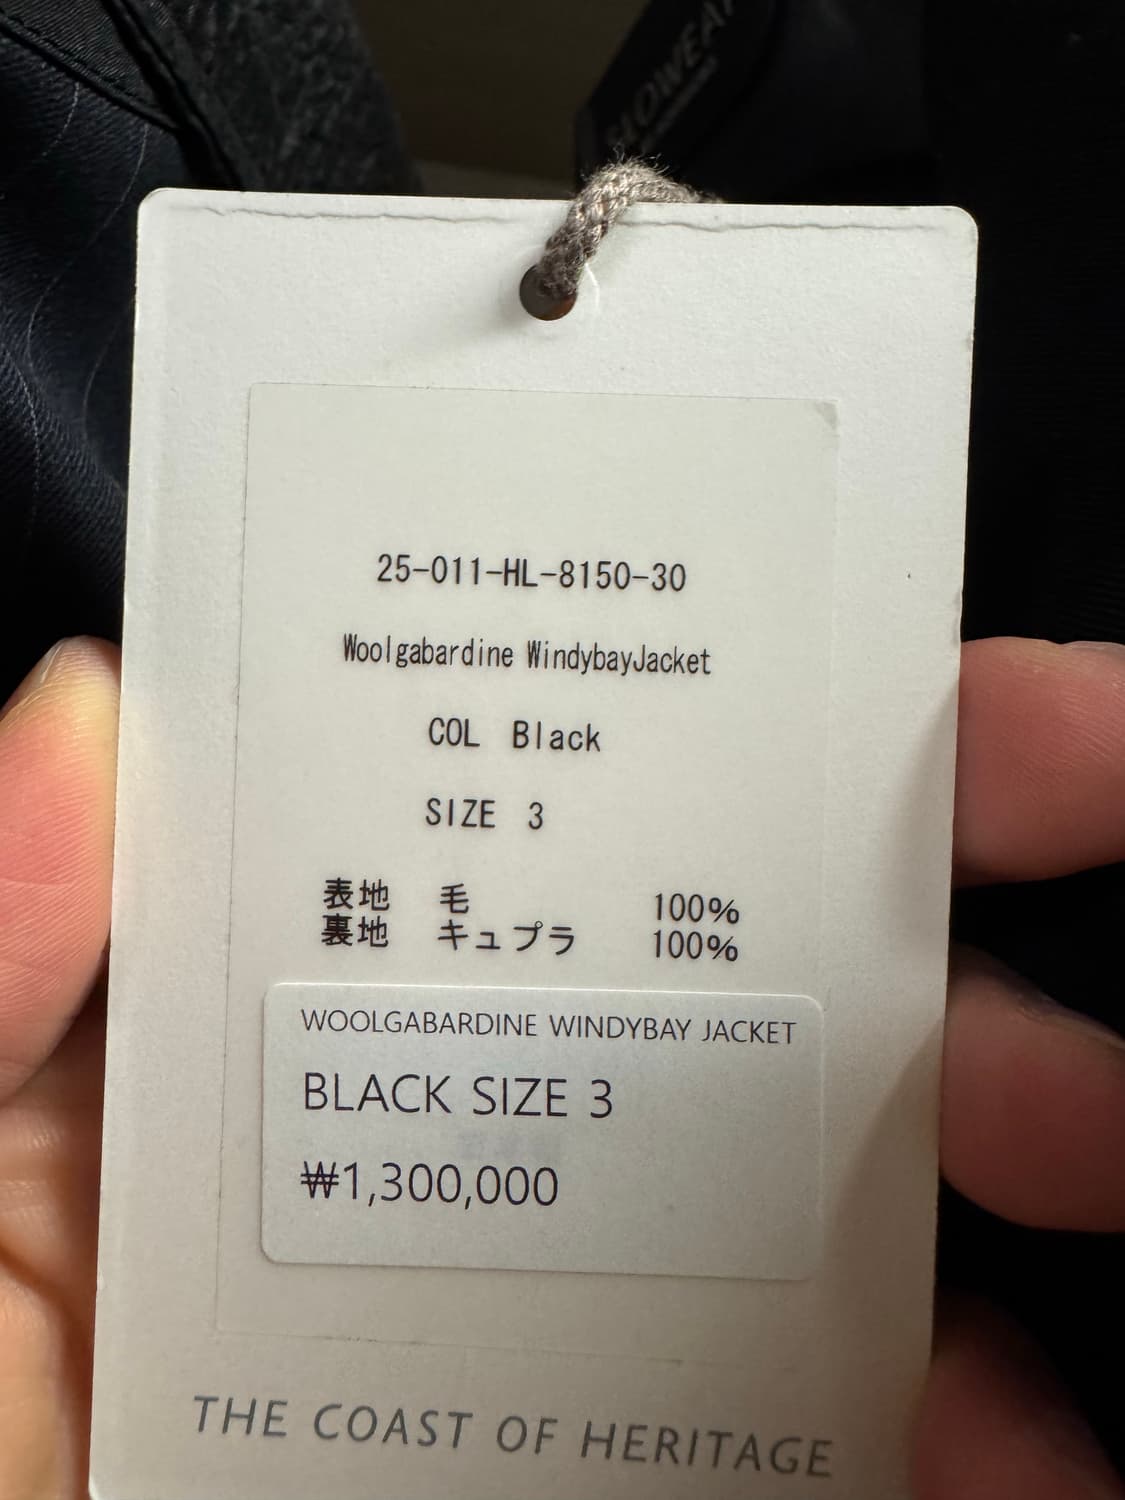 25-011-HL-8150-30
Woolgabardine WindybayJacket
COL Black
SIZE 3
表地 毛 100%
裏地 キュプラ 100%
WOOLGABARDINE WINDYBAY JACKET
BLACK SIZE 3
₩1,300,000
THE COAST OF HERITAGE